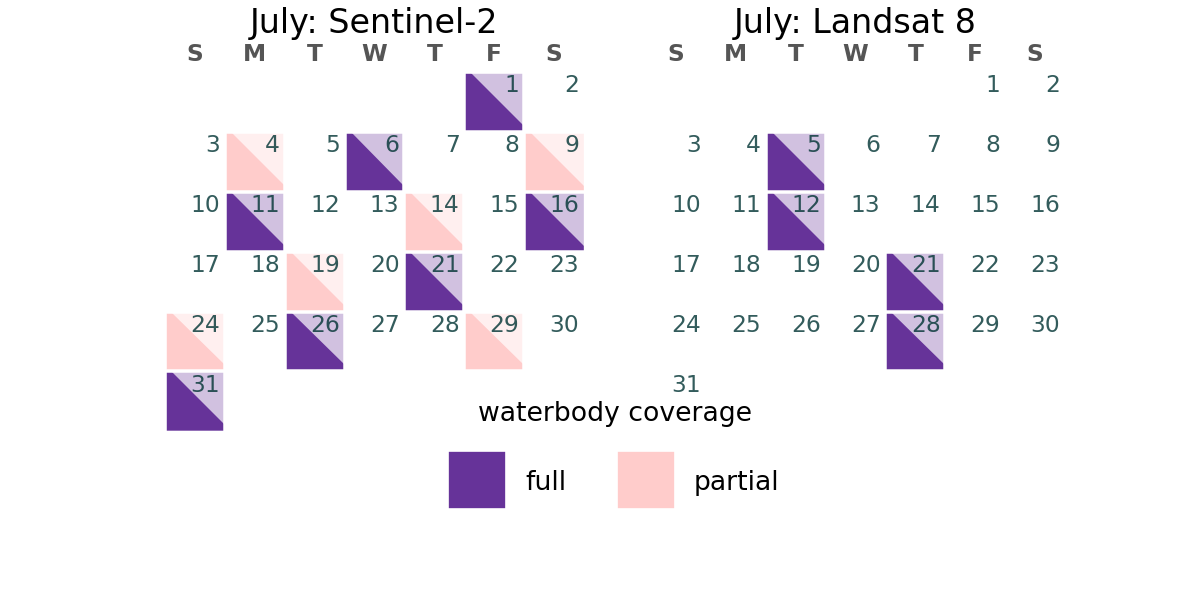 July: Sentinel-2
S M T W T F S
1 2
3 4 5 6 7 8 9
10 11 12 13 14 15 16
17 18 19 20 21 22 23
24 25 26 27 28 29 30
31
July: Landsat 8
S M T W T F S
1 2
3 4 5 6 7 8 9
10 11 12 13 14 15 16
17 18 19 20 21 22 23
24 25 26 27 28 29 30
31
waterbody coverage
full partial